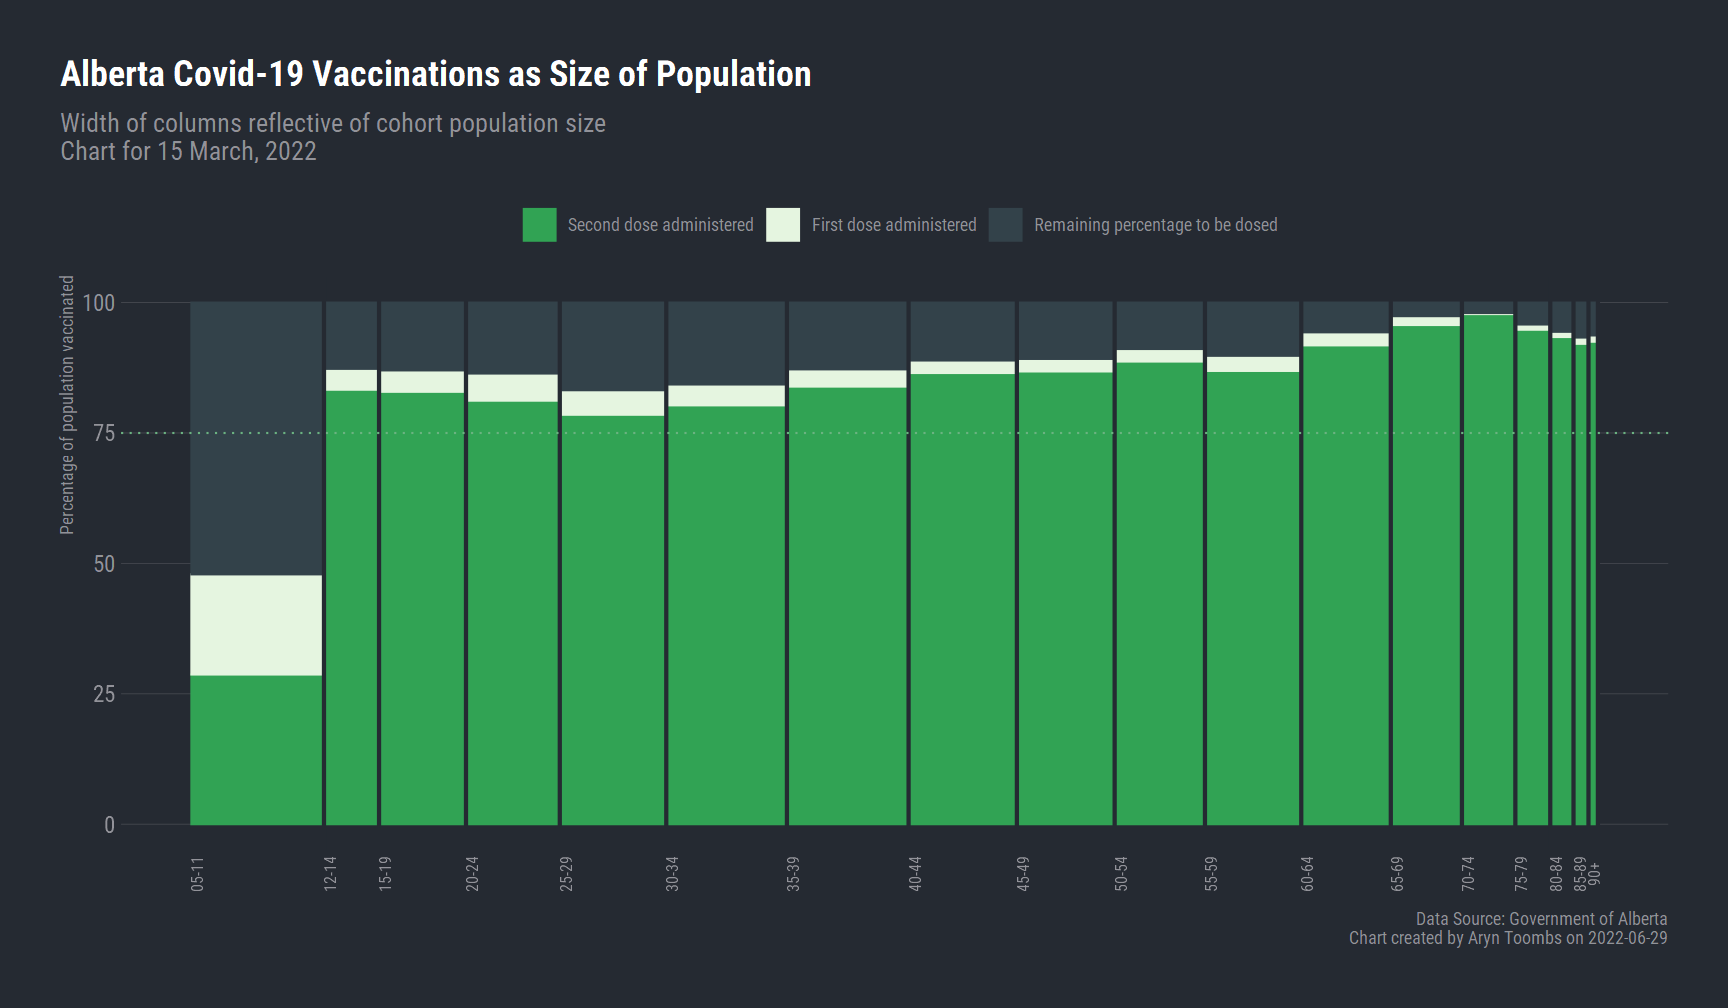 Alberta Covid-19 Vaccinations as Size of Population
Width of columns reflective of cohort population size
Chart for 15 March, 2022
Second dose administered
First dose administered
Remaining percentage to be dosed
Percentage of population vaccinated
100
75
50
25
0
05-11
12-14
15-19
20-24
25-29
30-34
35-39
40-44
45-49
50-54
55-59
60-64
65-69
70-74
75-79
80-84
85-89
90+
Data Source: Government of Alberta
Chart created by Aryn Toombs on 2022-06-29